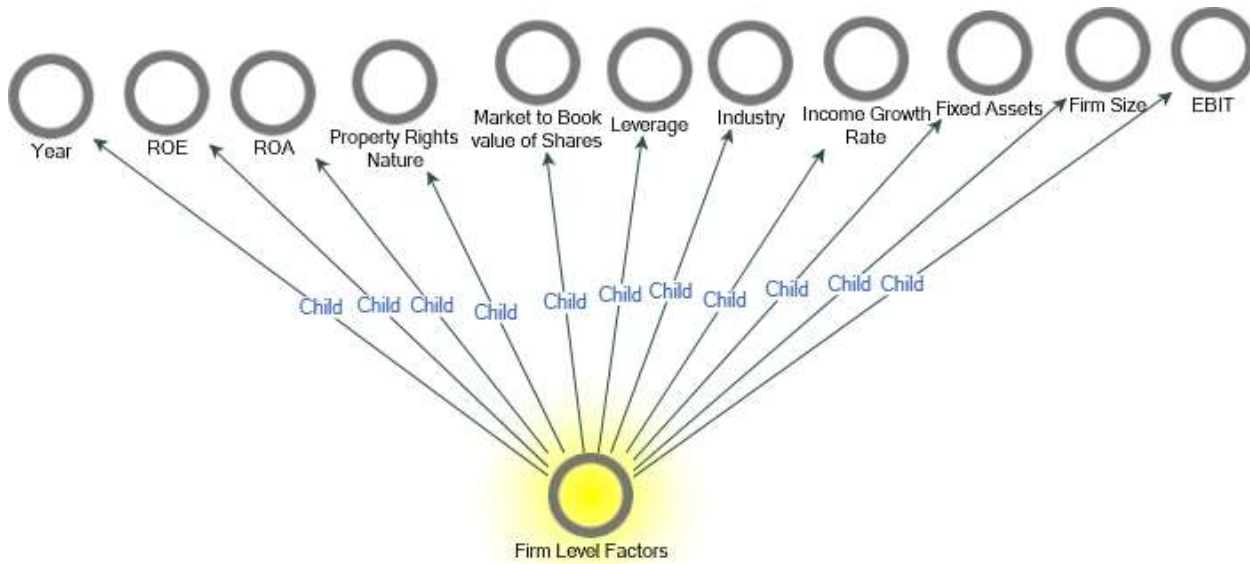 Year
ROE
ROA
Property Rights
Nature
Market to Book
value of Shares
Leverage
Industry
Income Growth
Rate
Fixed Assets
Firm Size
EBIT
Child
Child
Child
Child
Child
Child
Child
Child
Child
Child
Child
Firm Level Factors